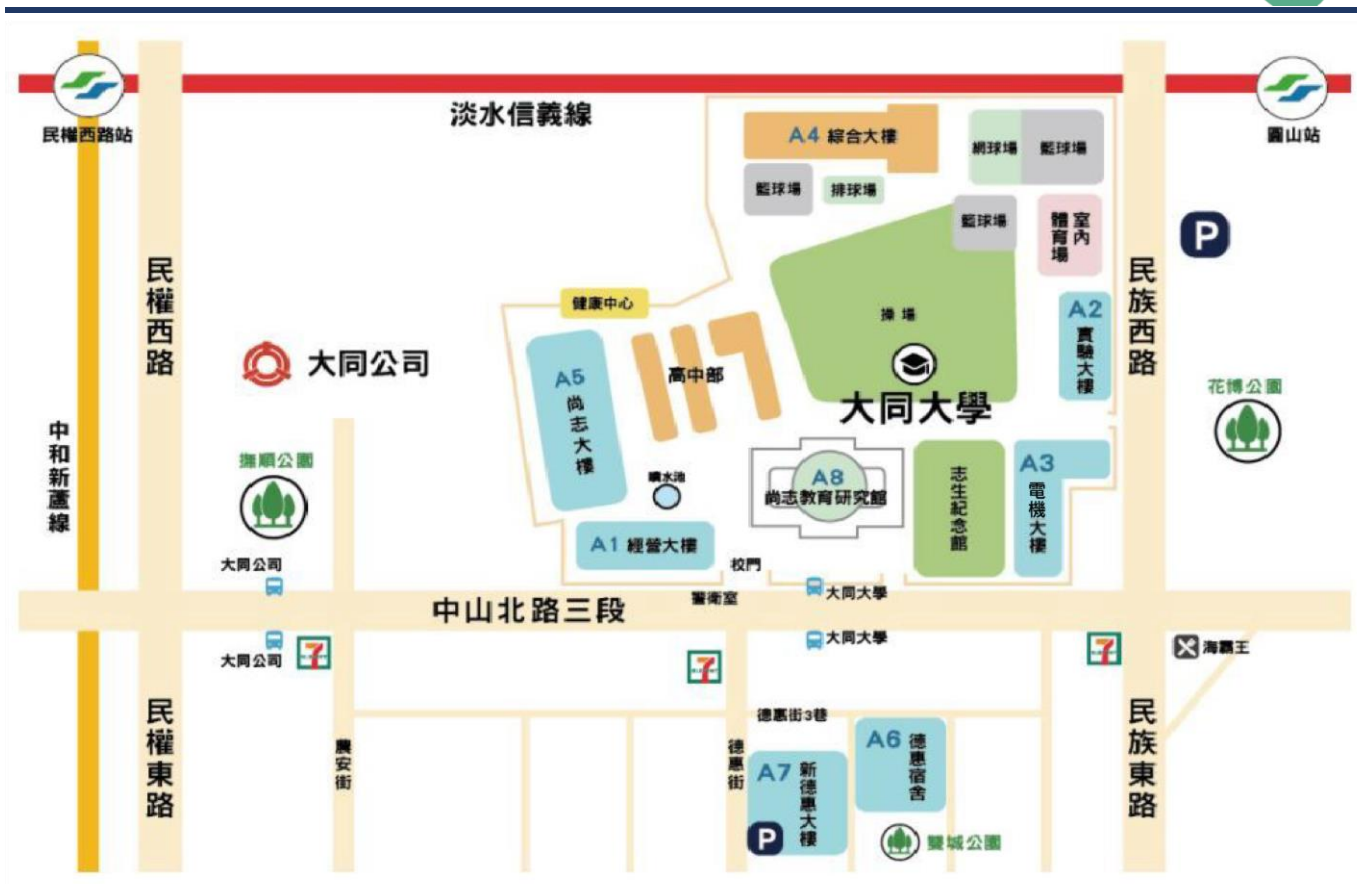 淡水信義線
民權西路站
圓山站
A4 綜合大樓
網球場
籃球場
籃球場
排球場
籃球場
室內體育場
P
民權西路
民族西路
健康中心
操場
A2 實驗大樓
大同公司
A5 尚志大樓
高中部
大同大學
花博公園
中和新蘆線
撫順公園
噴水池
A8
尚志教育研究館
志生紀念館
A3 電機大樓
A1 經營大樓
校門
大同公司
警衛室
大同大學
中山北路三段
大同公司
7
7
大同大學
7
海霸王
民權東路
農安街
德惠街
德惠街3巷
A7 新德惠大樓
P
A6 德惠宿舍
雙城公園
民族東路